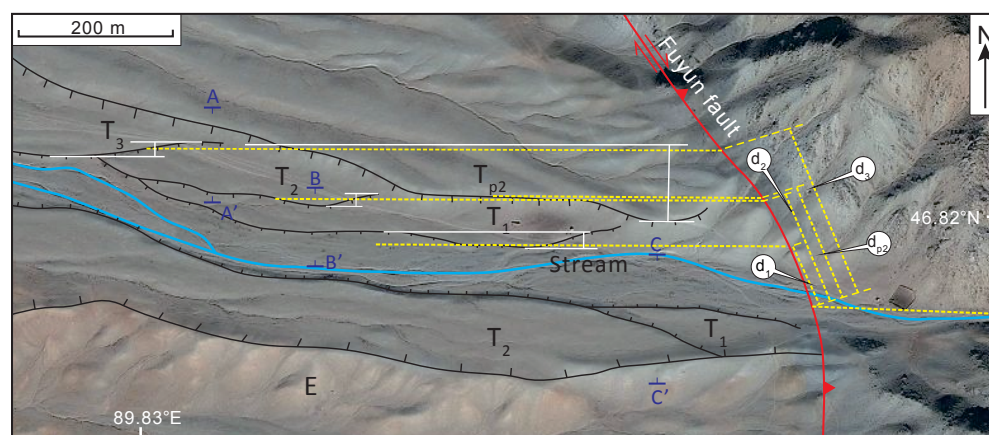 200 m
N
Fuyun fault
A
T3
T2
B
Tp2
A'
T1
d2
d3
46.82°N
B'
C
Stream
dp2
d1
T2
T1
E
C'
89.83°E